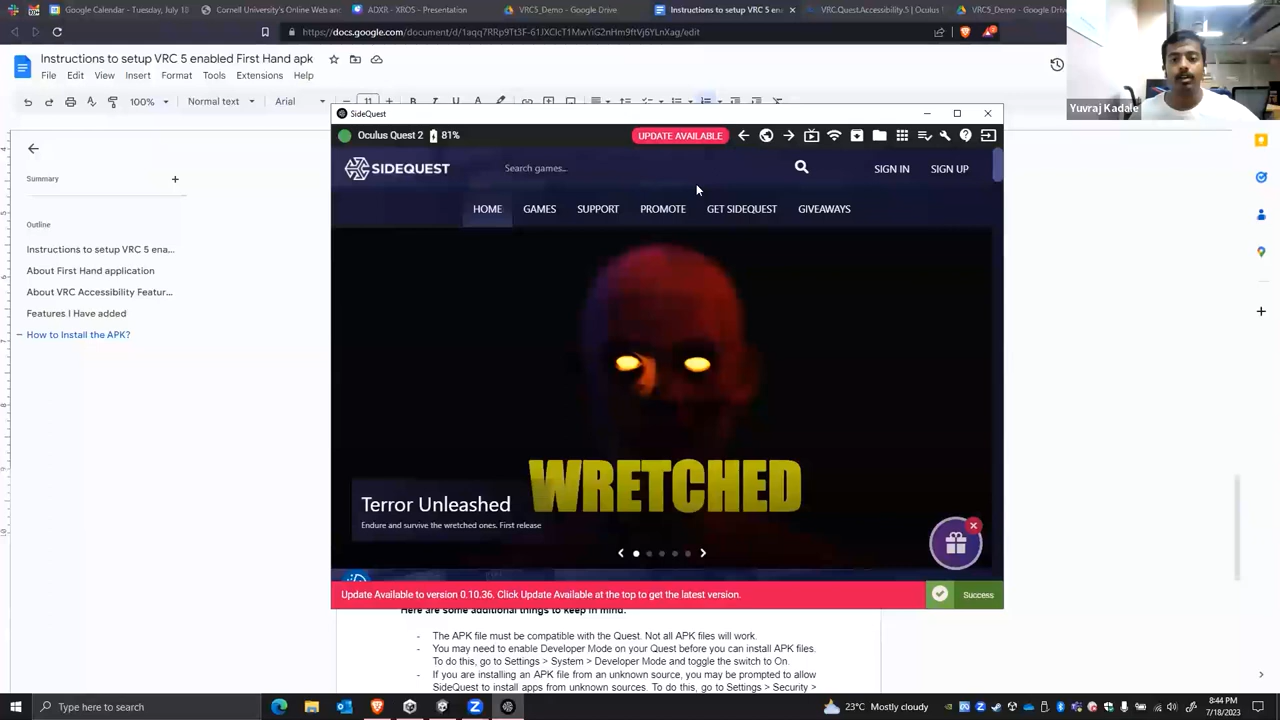 Google Calendar - Tuesday, July 18
Cornell University's Online Web an
ADXR - XROS - Presentation
VRC5_Demo - Google Drive
Instructions to setup VRC 5 en
VRC.Quest.Accessibility.5 | Oculus
VRC5_Demo - Google Driv
Instructions to setup VRC 5 enabled First Hand apk
File Edit View Insert Format Tools Extensions Help
100% Normal text Arial 11
Summary
Outline
Instructions to setup VRC 5 ena...
About First Hand application
About VRC Accessibility Featur...
Features I Have added
How to Install the APK?
SideQuest
Oculus Quest 2 81%
UPDATE AVAILABLE
SIDEQUEST
Search games...
SIGN IN SIGN UP
HOME GAMES SUPPORT PROMOTE GET SIDEQUEST GIVEAWAYS
WRETCHED
Terror Unleashed
Endure and survive the wretched ones. First release
Update Available to version 0.10.36. Click Update Available at the top to get the latest version.
Success
Here are some additional things to keep in mind:
- The APK file must be compatible with the Quest. Not all APK files will work.
- You may need to enable Developer Mode on your Quest before you can install APK files.
To do this, go to Settings > System > Developer Mode and toggle the switch to On.
- If you are installing an APK file from an unknown source, you may be prompted to allow
SideQuest to install apps from unknown sources. To do this, go to Settings > Security >
Yuvraj Kadale
Type here to search
23°C Mostly cloudy
8:44 PM
7/18/2023